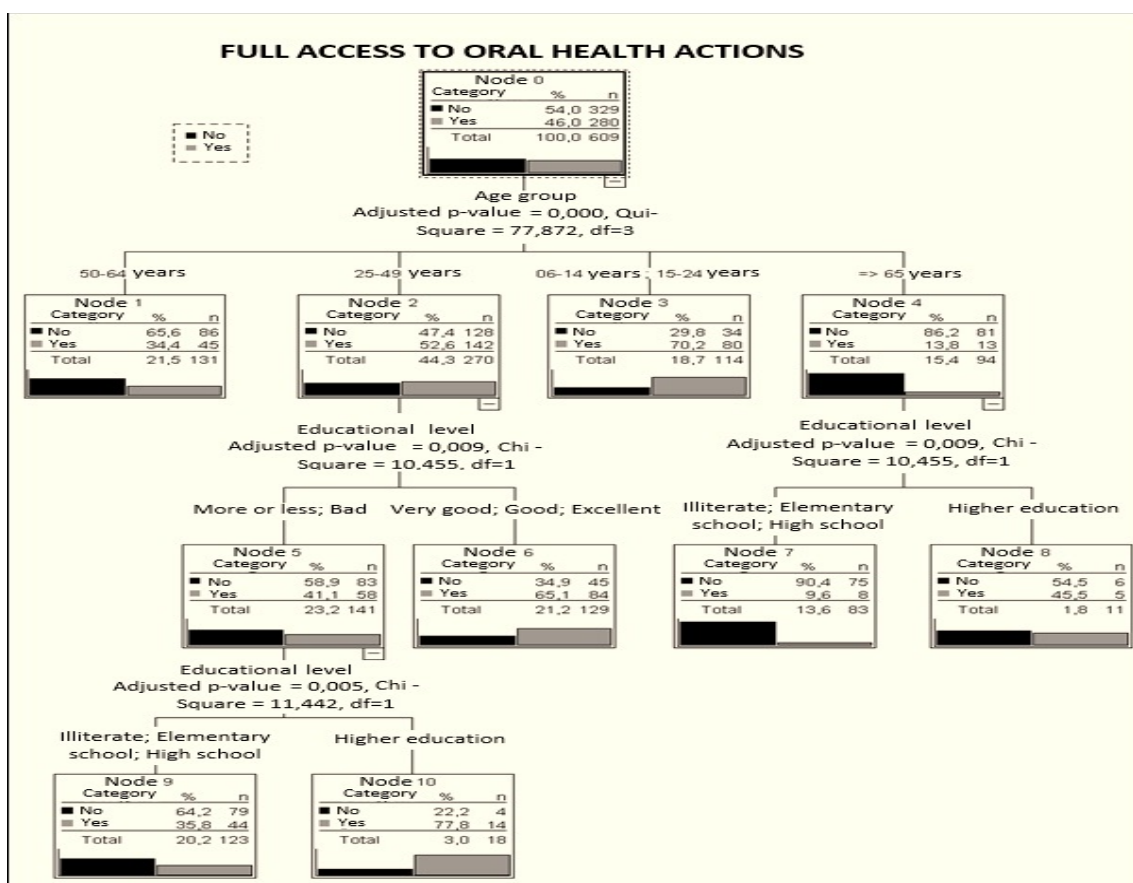 FULL ACCESS TO ORAL HEALTH ACTIONS
Node 0
Category % n
No 54,0 329
Yes 46,0 280
Total 100,0 609
No
Yes
Age group
Adjusted p-value = 0,000, Qui-
Square = 77,872, df=3
50-64 years
25-49 years
06-14 years; 15-24 years
=> 65 years
Node 1
Category % n
No 65,6 86
Yes 34,4 45
Total 21,5 131
Node 2
Category % n
No 47,4 128
Yes 52,6 142
Total 44,3 270
Node 3
Category % n
No 29,8 34
Yes 70,2 80
Total 18,7 114
Node 4
Category % n
No 86,2 81
Yes 13,8 13
Total 15,4 94
Educational level
Adjusted p-value = 0,009, Chi -
Square = 10,455, df=1
Educational level
Adjusted p-value = 0,009, Chi -
Square = 10,455, df=1
More or less; Bad
Very good; Good; Excellent
Illiterate; Elementary
school; High school
Higher education
Node 5
Category % n
No 58,9 83
Yes 41,1 58
Total 23,2 141
Node 6
Category % n
No 34,9 45
Yes 65,1 84
Total 21,2 129
Node 7
Category % n
No 90,4 75
Yes 9,6 8
Total 13,6 83
Node 8
Category % n
No 54,5 6
Yes 45,5 5
Total 1,8 11
Educational level
Adjusted p-value = 0,005, Chi -
Square = 11,442, df=1
Illiterate; Elementary
school; High school
Higher education
Node 9
Category % n
No 64,2 79
Yes 35,8 44
Total 20,2 123
Node 10
Category % n
No 22,2 4
Yes 77,8 14
Total 3,0 18